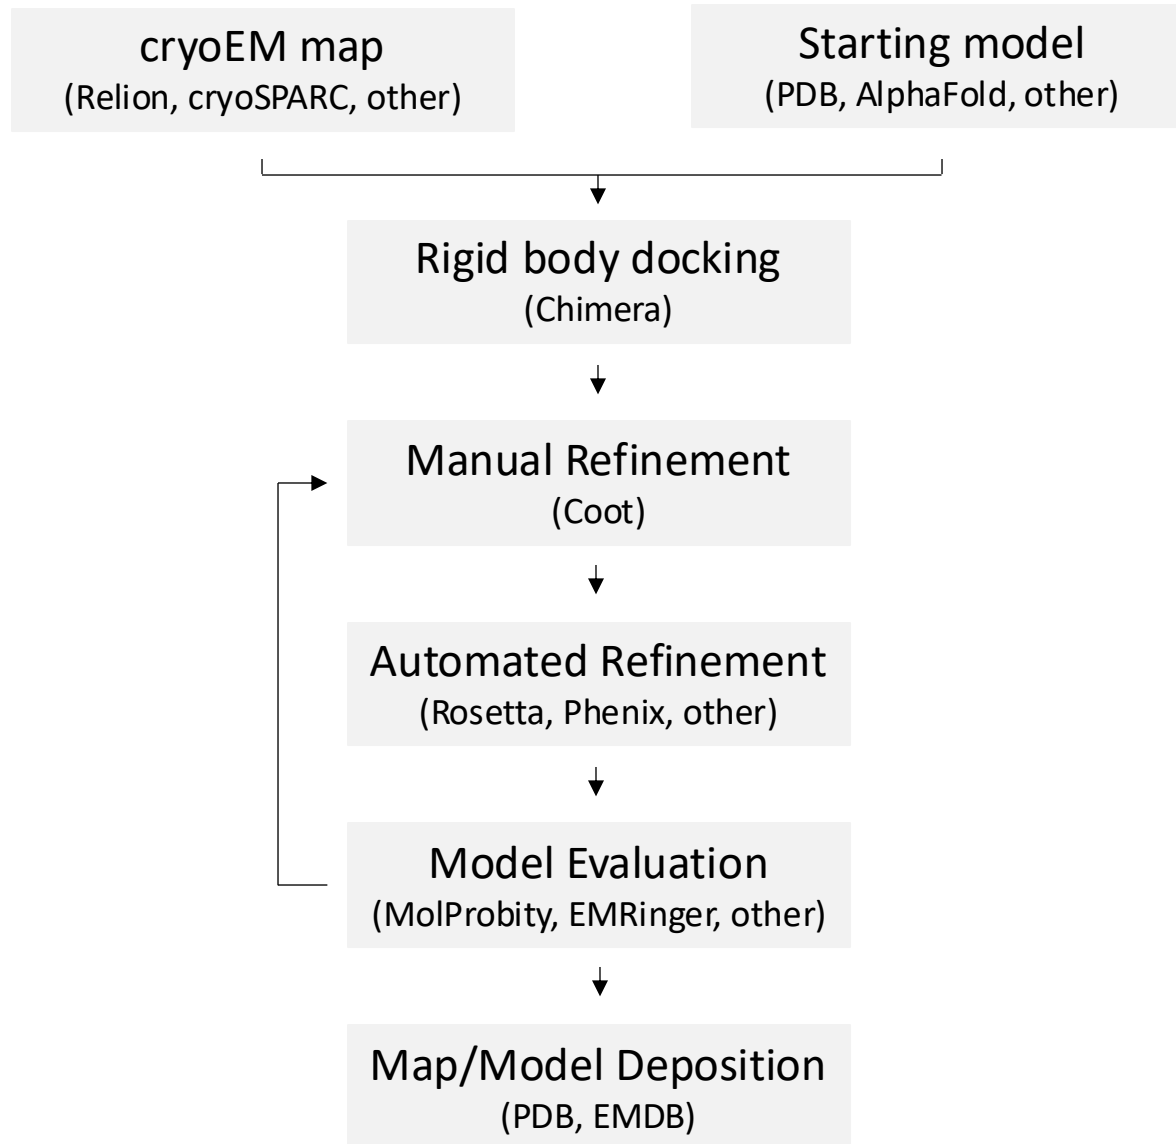 cryoEM map
(Relion, cryoSPARC, other)
Starting model
(PDB, AlphaFold, other)
Rigid body docking
(Chimera)
Manual Refinement
(Coot)
Automated Refinement
(Rosetta, Phenix, other)
Model Evaluation
(MolProbity, EMRinger, other)
Map/Model Deposition
(PDB, EMDB)